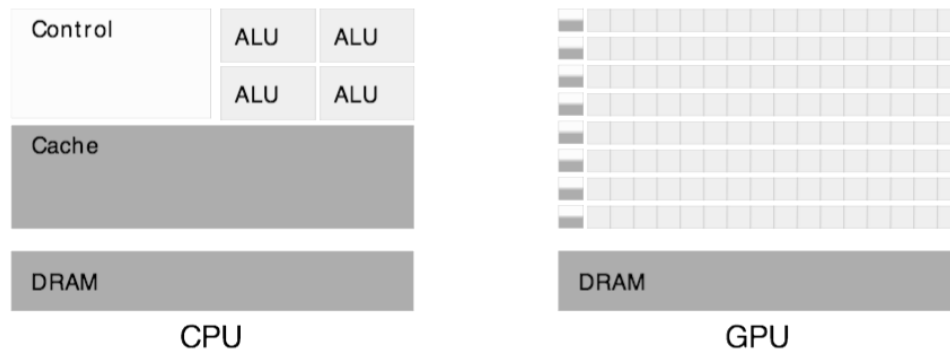 Control
ALU ALU
ALU ALU
Cache
DRAM
CPU
DRAM
GPU